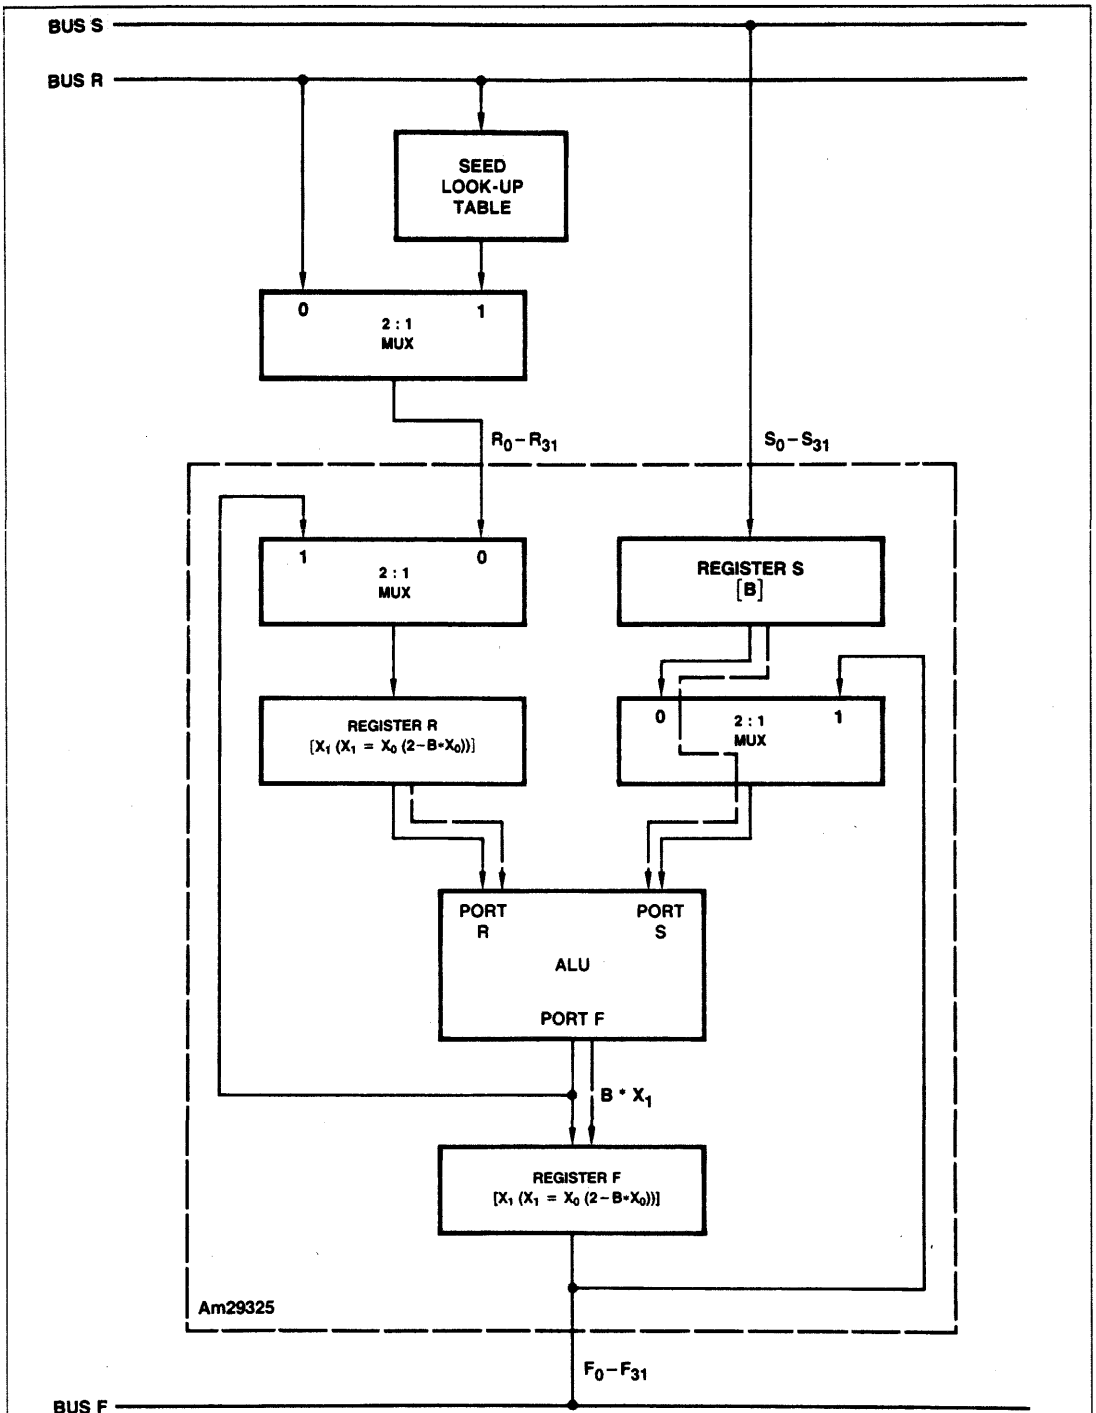 BUS S
BUS R
SEED
LOOK-UP
TABLE
0 1
2 : 1
MUX
R₀–R₃₁ S₀–S₃₁
1 0
2 : 1
MUX
REGISTER S
[B]
REGISTER R
[X₁ (X₁ = X₀ (2–B•X₀))]
0 1
2 : 1
MUX
PORT
R
PORT
S
ALU
PORT F
B * X₁
REGISTER F
[X₁ (X₁ = X₀ (2–B•X₀))]
Am29325
F₀–F₃₁
BUS F